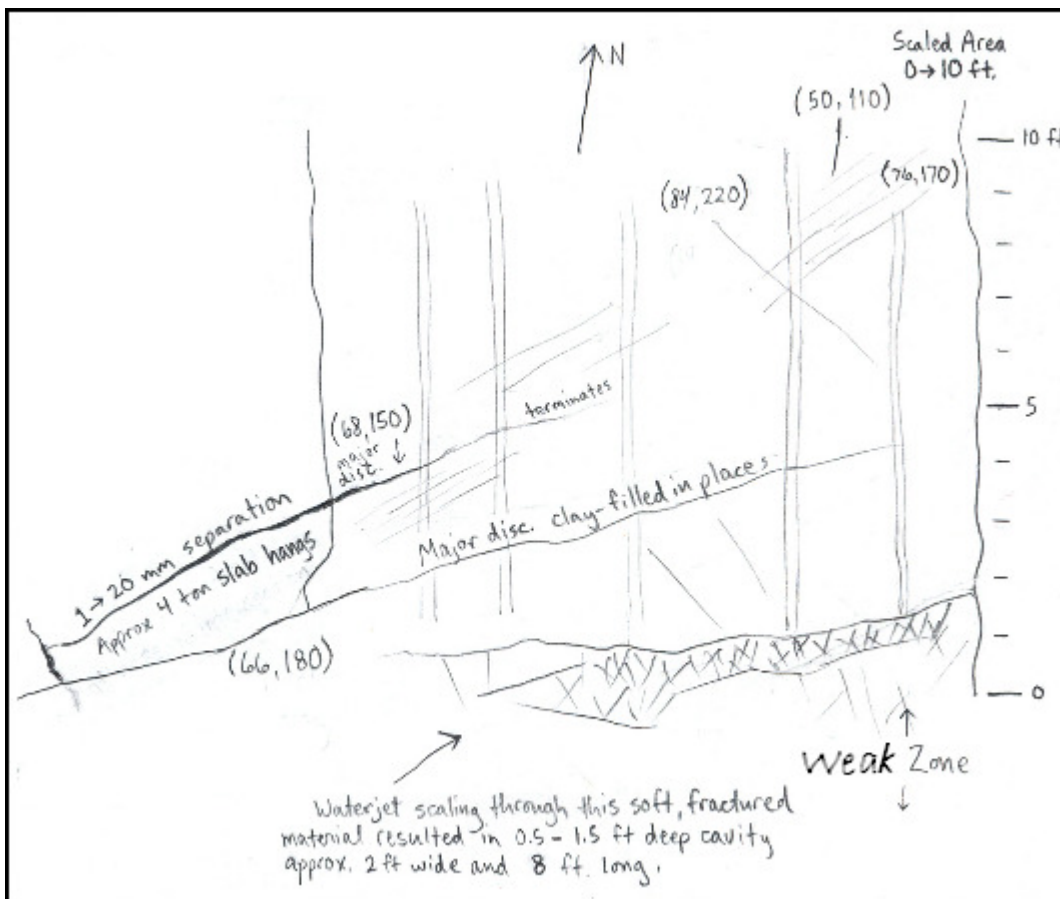 N
Scaled Area
0→10 ft.
(50,110)
10 ft
(76,170)
(84,220)
terminates
5
(68,150)
major
dist. ↓
1→20 mm separation
Major disc. clay-filled in places
Approx 4 ton slab hangs
(66,180)
0
Weak Zone
Waterjet scaling through this soft, fractured
material resulted in 0.5 - 1.5 ft deep cavity
approx. 2 ft wide and 8 ft. long.